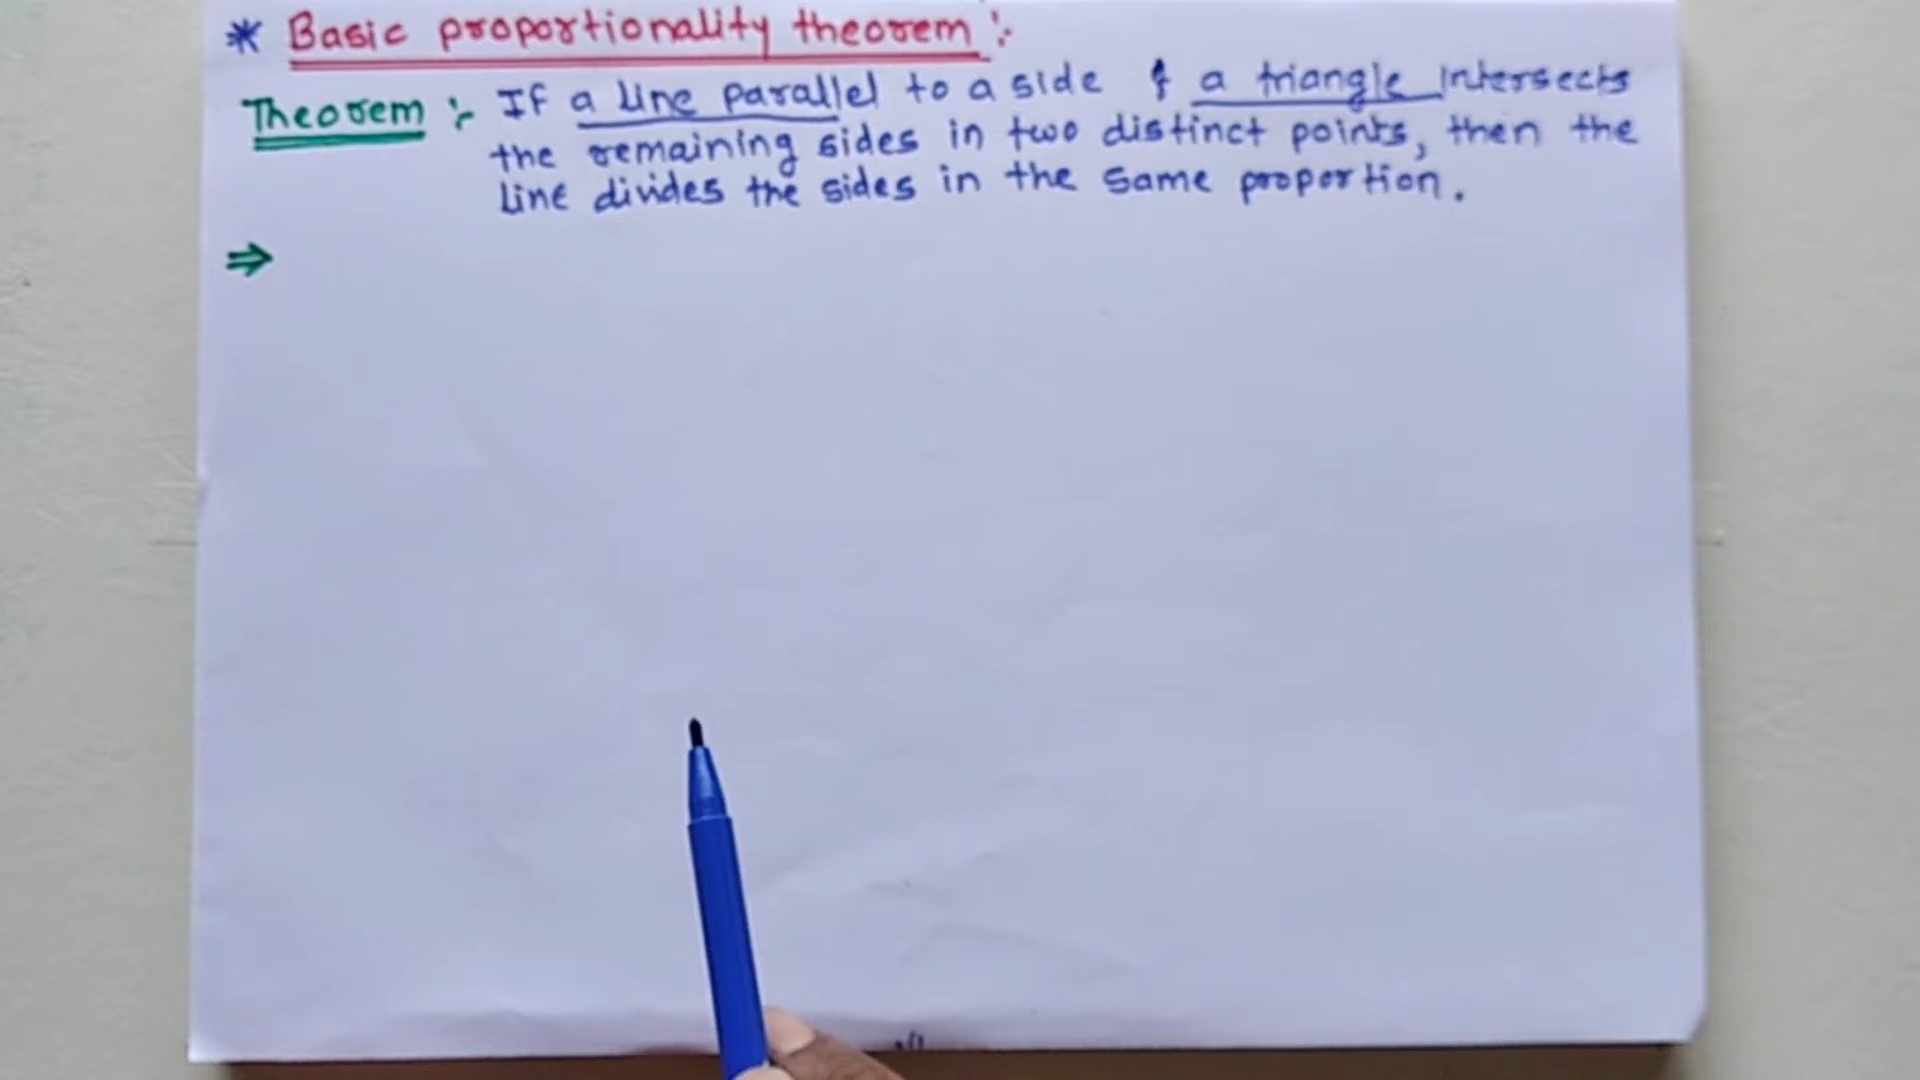 * Basic proportionality theorem :-
Theorem :- If a line parallel to a side of a triangle intersects
the remaining sides in two distinct points, then the
line divides the sides in the same proportion.
⇒